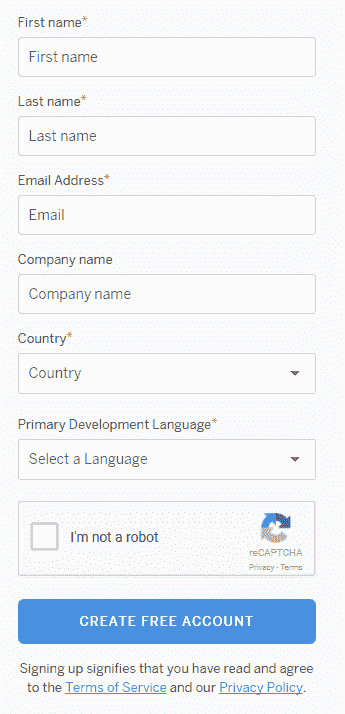 First name*
First name
Last name*
Last name
Email Address*
Email
Company name
Company name
Country*
Country
Primary Development Language*
Select a Language
I'm not a robot
reCAPTCHA
Privacy - Terms
CREATE FREE ACCOUNT
Signing up signifies that you have read and agree
to the Terms of Service and our Privacy Policy.